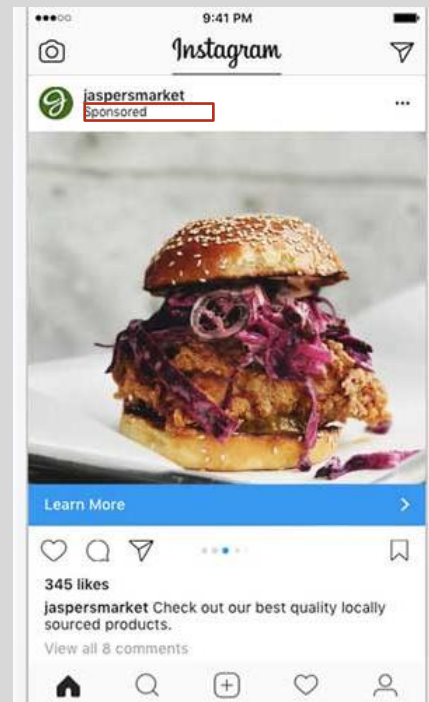 9:41 PM
Instagram
jaspersmarket
Sponsored
Learn More
345 likes
jaspersmarket Check out our best quality locally
sourced products.
View all 8 comments